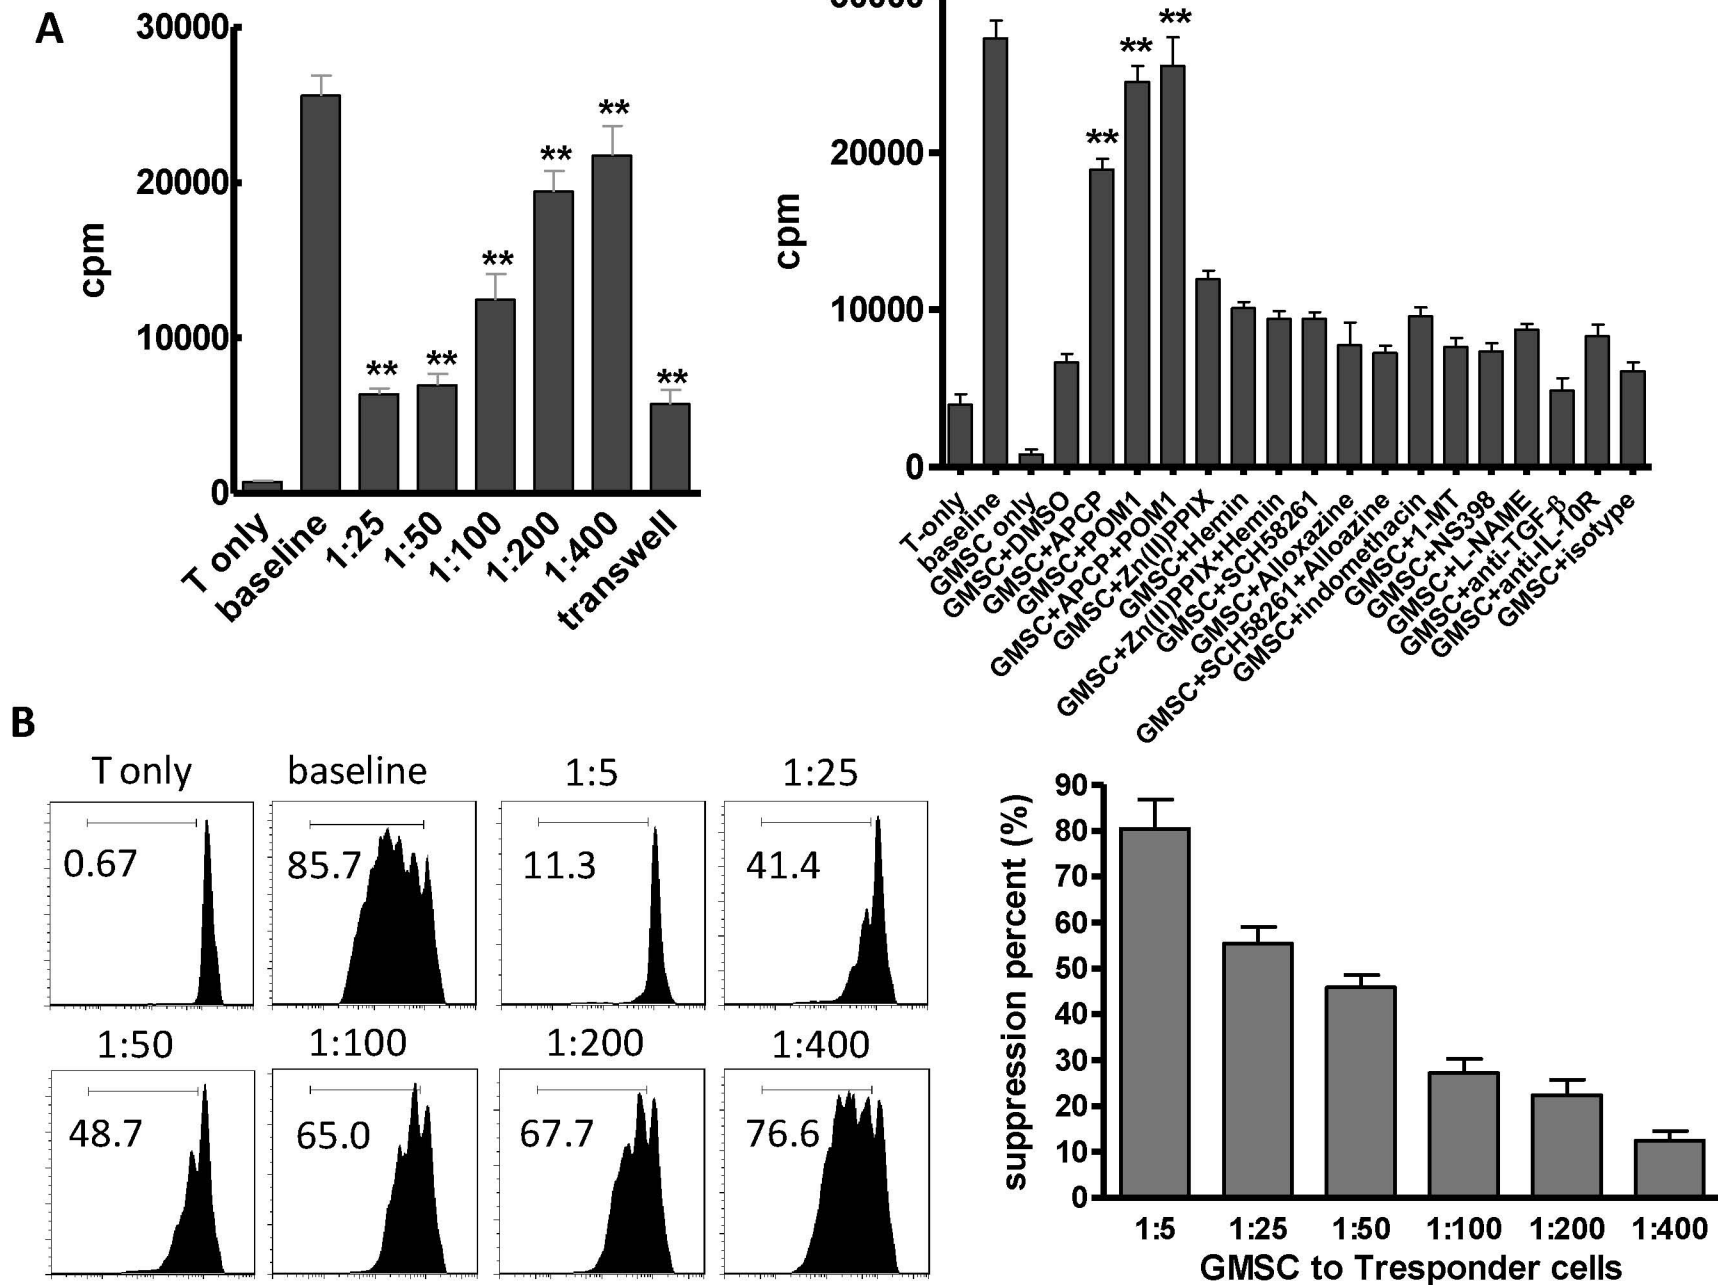 A
30000
20000
10000
0
cpm
**
**
**
**
**
**
T only
baseline
1:25
1:50
1:100
1:200
1:400
transwell
20000
10000
0
cpm
**
**
**
T-only
baseline
GMSC only
GMSC+DMSO
GMSC+APCP
GMSC+POM1
GMSC+APCP+POM1
GMSC+Zn(II)PPIX
GMSC+Hemin
GMSC+Zn(II)PPIX+Hemin
GMSC+SCH58261
GMSC+Alloxazine
GMSC+SCH58261+Alloazine
GMSC+indomethacin
GMSC+1-MT
GMSC+NS398
GMSC+L-NAME
GMSC+anti-TGF-β
GMSC+anti-IL-10R
GMSC+isotype
B
T only
baseline
1:5
1:25
0.67
85.7
11.3
41.4
1:50
1:100
1:200
1:400
48.7
65.0
67.7
76.6
suppression percent (%)
90
80
70
60
50
40
30
20
10
0
1:5
1:25
1:50
1:100
1:200
1:400
GMSC to Tresponder cells